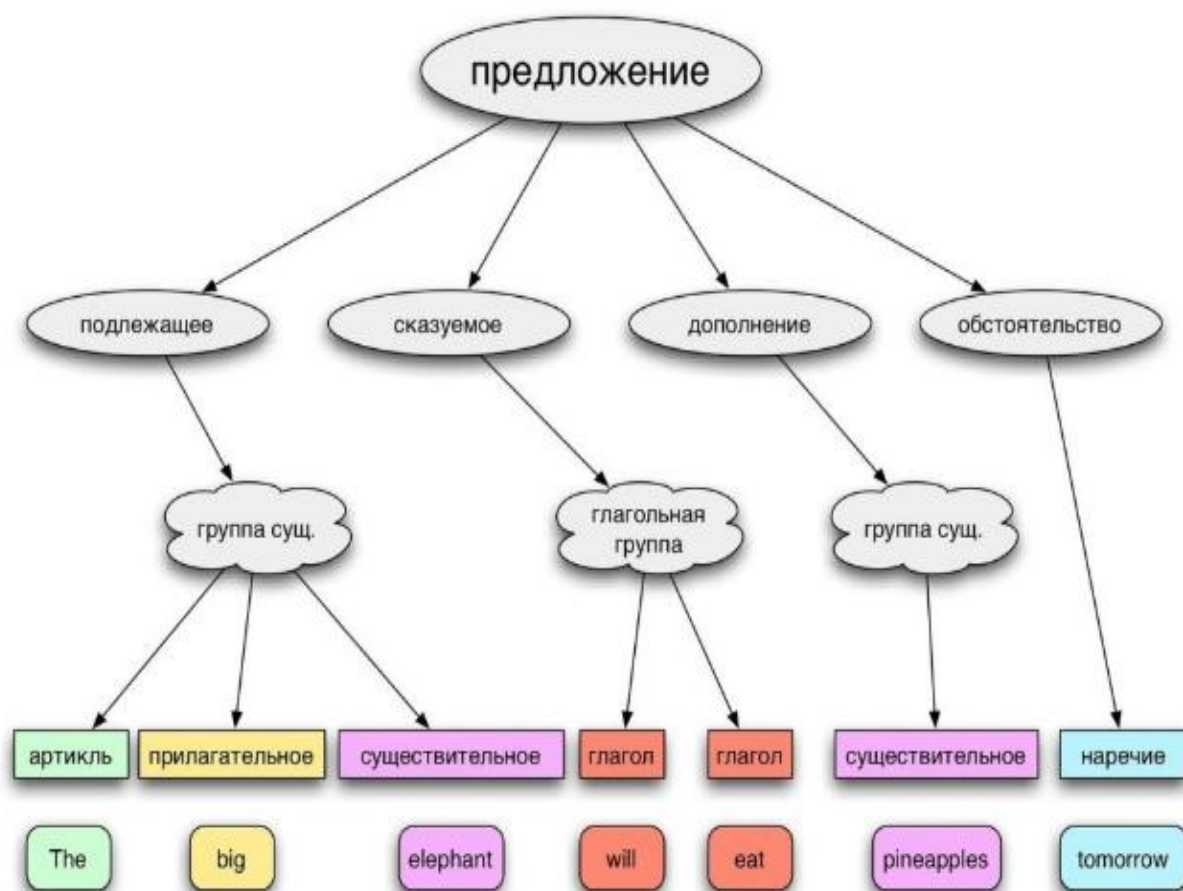 предложение
подлежащее сказуемое дополнение обстоятельство
группа сущ. глагольная группа группа сущ.
артикль прилагательное существительное глагол глагол существительное наречие
The big elephant will eat pineapples tomorrow